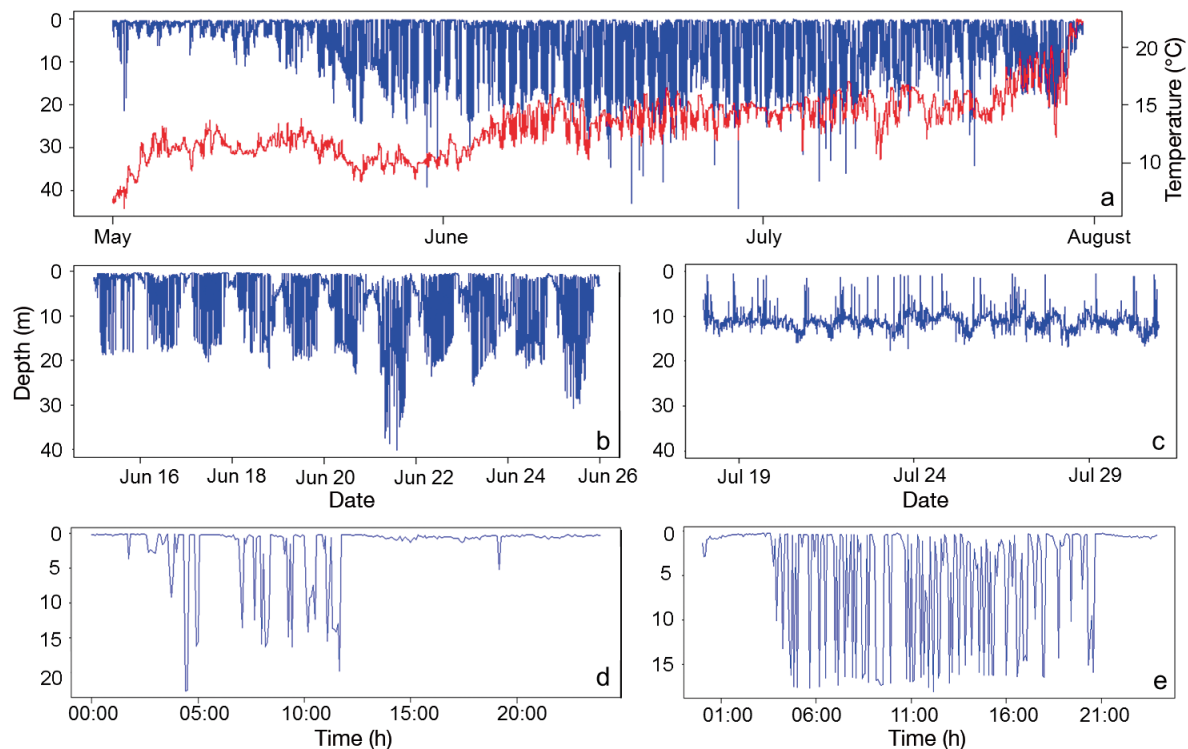 0
10
20
30
40
Depth (m)
20
15
10
Temperature (°C)
a
May June July August
0
10
20
30
40
b
Jun 16 Jun 18 Jun 20 Jun 22 Jun 24 Jun 26
Date
0
10
20
30
40
c
Jul 19 Jul 24 Jul 29
Date
0
5
10
15
20
d
00:00 05:00 10:00 15:00 20:00
Time (h)
0
5
10
15
e
01:00 06:00 11:00 16:00 21:00
Time (h)